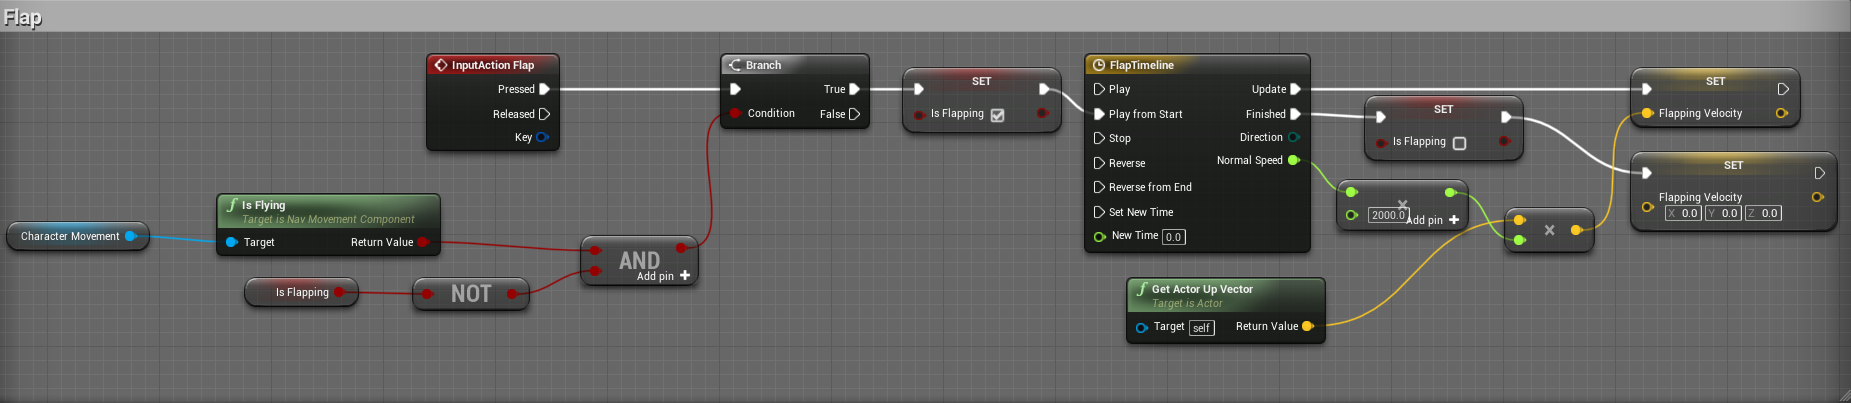 Flap
InputAction Flap
Pressed
Released
Key
Branch
True
Condition
False
SET
Is Flapping
FlapTimeline
Play
Update
Play from Start
Finished
Stop
Direction
Reverse
Normal Speed
Reverse from End
Set New Time
New Time 0.0
SET
Is Flapping
SET
Flapping Velocity
SET
Flapping Velocity
X 0.0 Y 0.0 Z 0.0
2000.0
Add pin
Character Movement
Is Flying
Target is Nav Movement Component
Target
Return Value
Is Flapping
NOT
AND
Add pin
Get Actor Up Vector
Target is Actor
Target self
Return Value